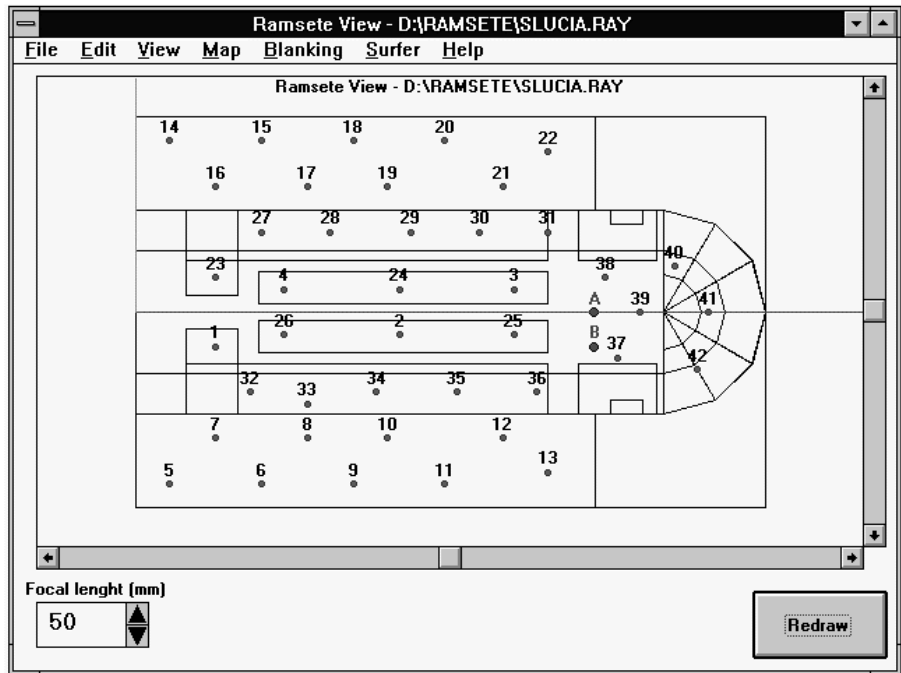 Ramsete View - D:\RAMSETE\SLUCIA.RAY
File Edit View Map Blanking Surfer Help
Ramsete View - D:\RAMSETE\SLUCIA.RAY
14 15 18 20 22
16 17 19 21
27 28 29 30 31
23 4 24 3 38 40
A 39 41
1 26 2 25 B 37 42
32 33 34 35 36
7 8 10 12
5 6 9 11 13
Focal lenght (mm)
50
Redraw